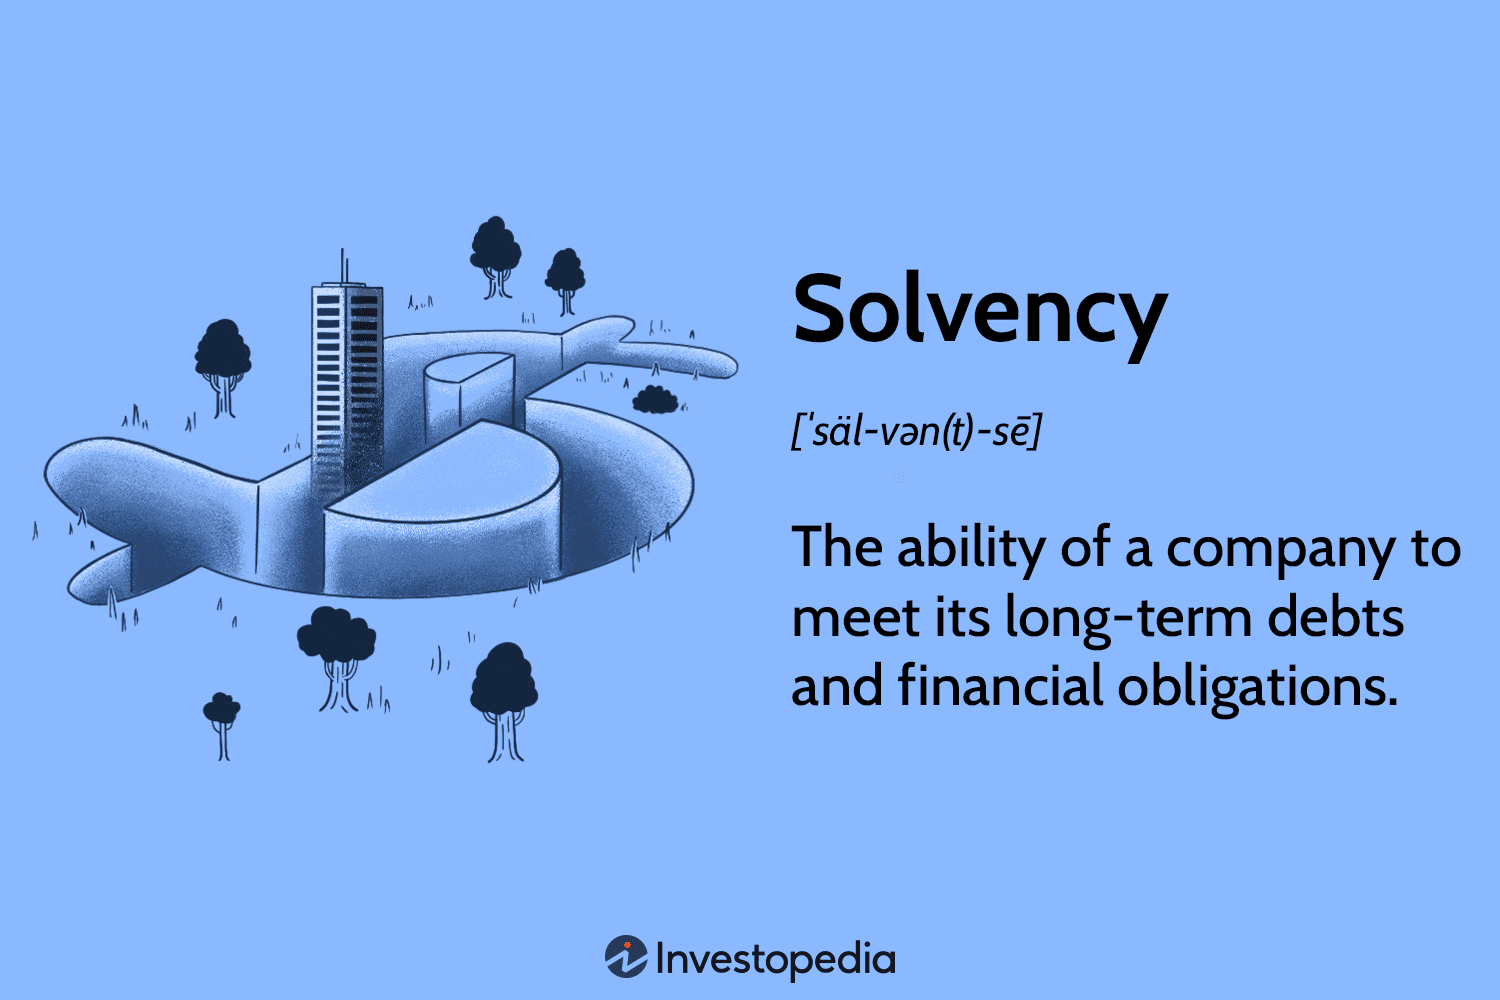 Solvency
[ˈsäl-vən(t)-sē]
The ability of a company to
meet its long-term debts
and financial obligations.
Investopedia